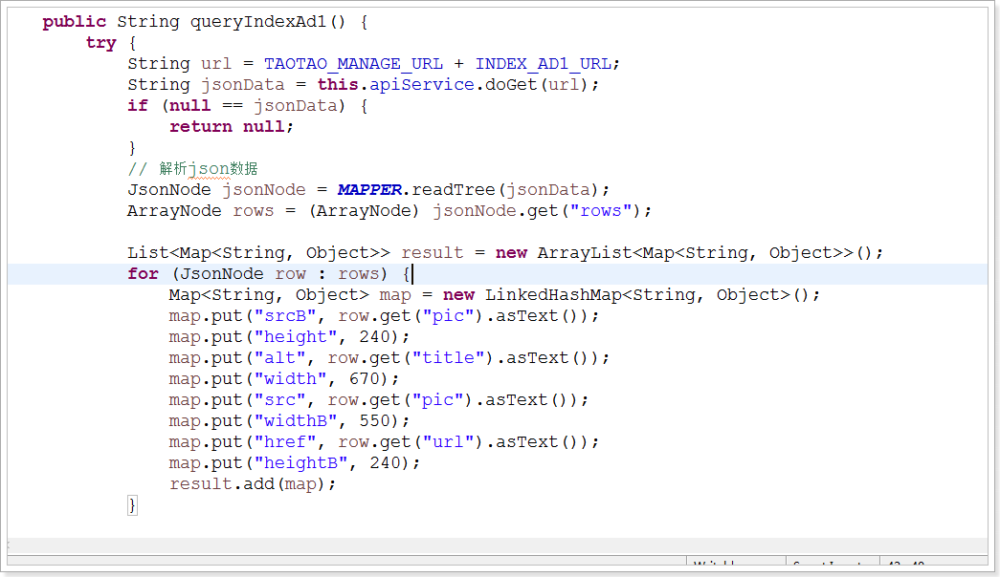 public String queryIndexAd1() {
try {
String url = TAOTAO_MANAGE_URL + INDEX_AD1_URL;
String jsonData = this.apiService.doGet(url);
if (null == jsonData) {
return null;
}
// 解析json数据
JsonNode jsonNode = MAPPER.readTree(jsonData);
ArrayNode rows = (ArrayNode) jsonNode.get("rows");
List<Map<String, Object>> result = new ArrayList<Map<String, Object>>();
for (JsonNode row : rows) {
Map<String, Object> map = new LinkedHashMap<String, Object>();
map.put("srcB", row.get("pic").asText());
map.put("height", 240);
map.put("alt", row.get("title").asText());
map.put("width", 670);
map.put("src", row.get("pic").asText());
map.put("widthB", 550);
map.put("href", row.get("url").asText());
map.put("heightB", 240);
result.add(map);
}